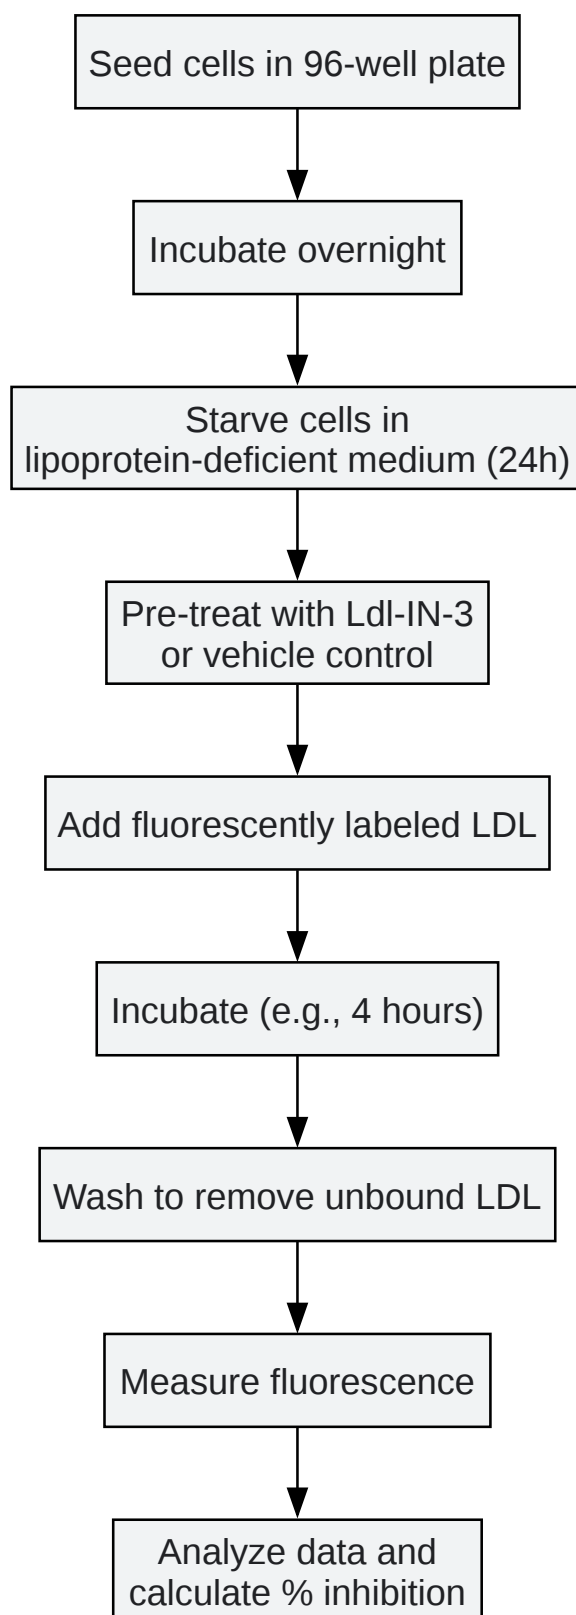 Seed cells in 96-well plate
Incubate overnight
Starve cells in
lipoprotein-deficient medium (24h)
Pre-treat with Ldl-IN-3
or vehicle control
Add fluorescently labeled LDL
Incubate (e.g., 4 hours)
Wash to remove unbound LDL
Measure fluorescence
Analyze data and
calculate % inhibition